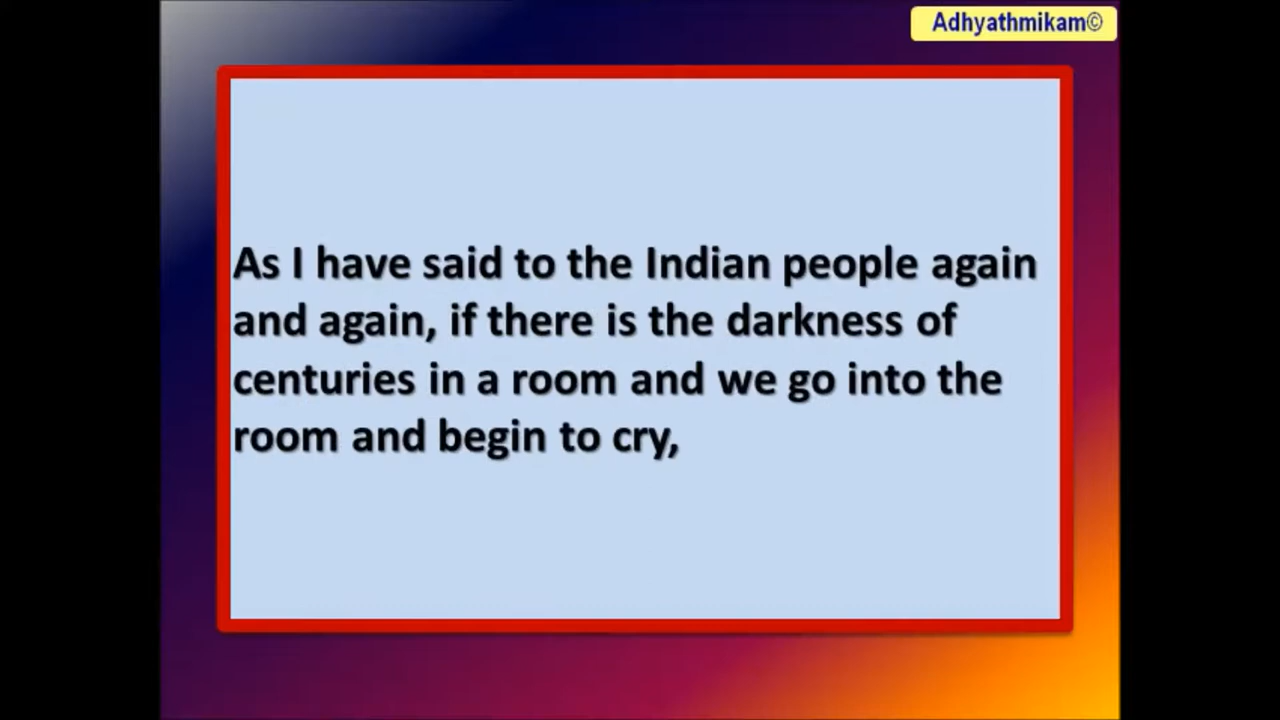 Adhyathmikam©
As I have said to the Indian people again
and again, if there is the darkness of
centuries in a room and we go into the
room and begin to cry,